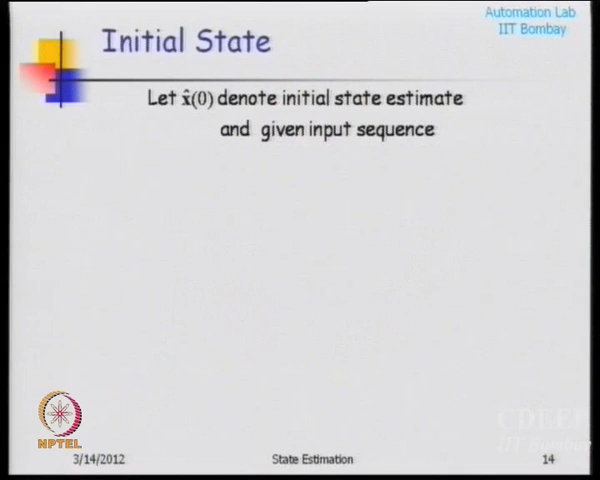 Automation Lab
IIT Bombay
Initial State
Let x̂(0) denote initial state estimate
and given input sequence
NPTEL
CDEEP
IIT Bombay
3/14/2012 State Estimation 14